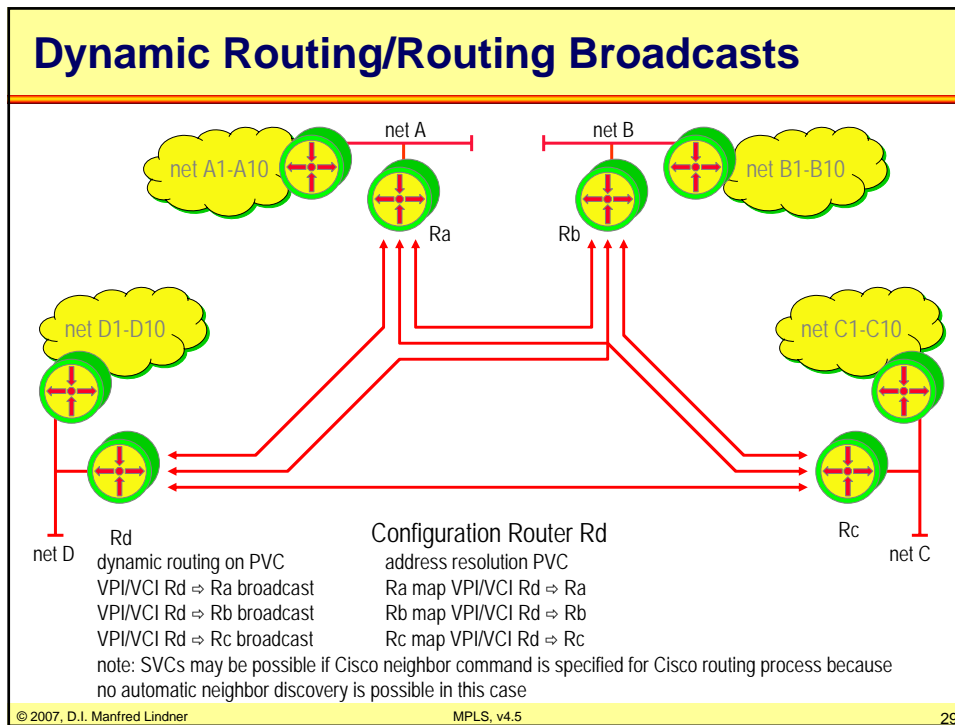 Dynamic Routing/Routing Broadcasts
net A
net B
net A1-A10
net B1-B10
Ra
Rb
net D1-D10
net C1-C10
Rd
Rc
net D
net C
Configuration Router Rd
dynamic routing on PVC
VPI/VCI Rd ⇨ Ra broadcast
VPI/VCI Rd ⇨ Rb broadcast
VPI/VCI Rd ⇨ Rc broadcast
address resolution PVC
Ra map VPI/VCI Rd ⇨ Ra
Rb map VPI/VCI Rd ⇨ Rb
Rc map VPI/VCI Rd ⇨ Rc
note: SVCs may be possible if Cisco neighbor command is specified for Cisco routing process because
no automatic neighbor discovery is possible in this case
© 2007, D.I. Manfred Lindner
MPLS, v4.5
29